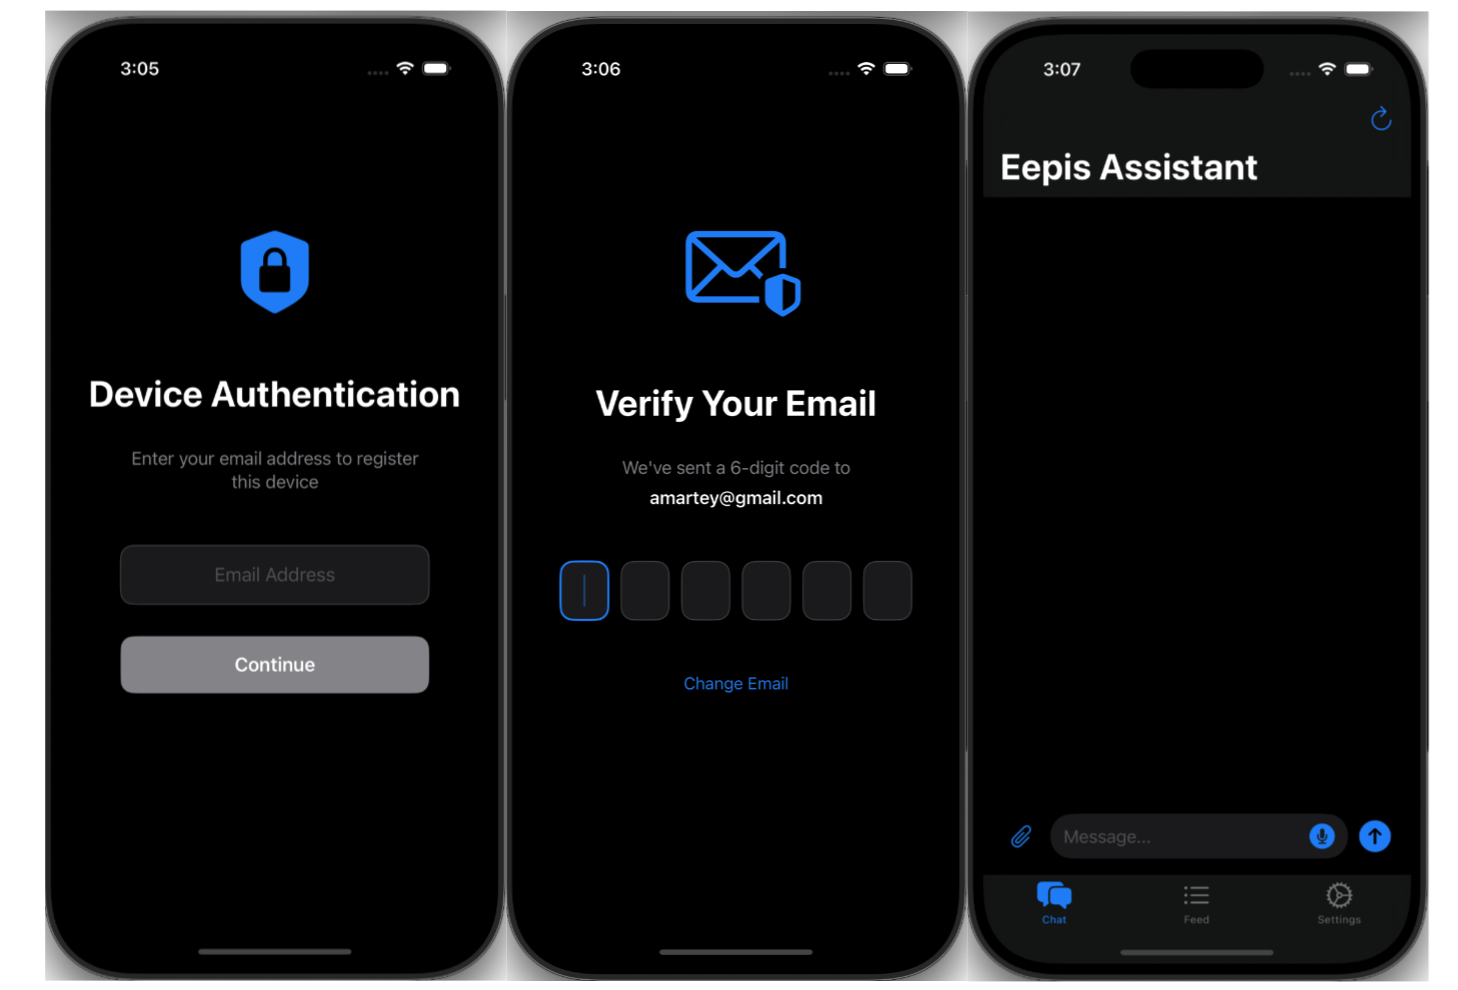 3:05
Device Authentication
Enter your email address to register
this device
Email Address
Continue
3:06
Verify Your Email
We've sent a 6-digit code to
amartey@gmail.com
Change Email
3:07
Eepis Assistant
Message...
Chat
Feed
Settings